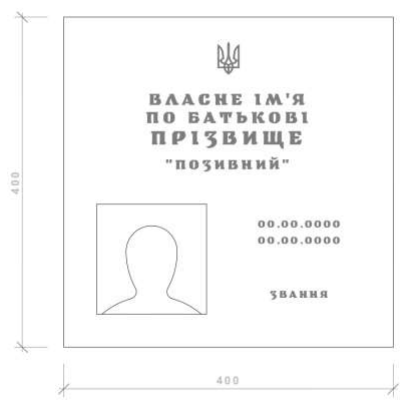 ВЛАСНЕ ІМ'Я
ПО БАТЬКОВІ
ПРІЗВИЩЕ
"ПОЗИВНИЙ"
00.00.0000
00.00.0000
ЗВАННЯ
400
400